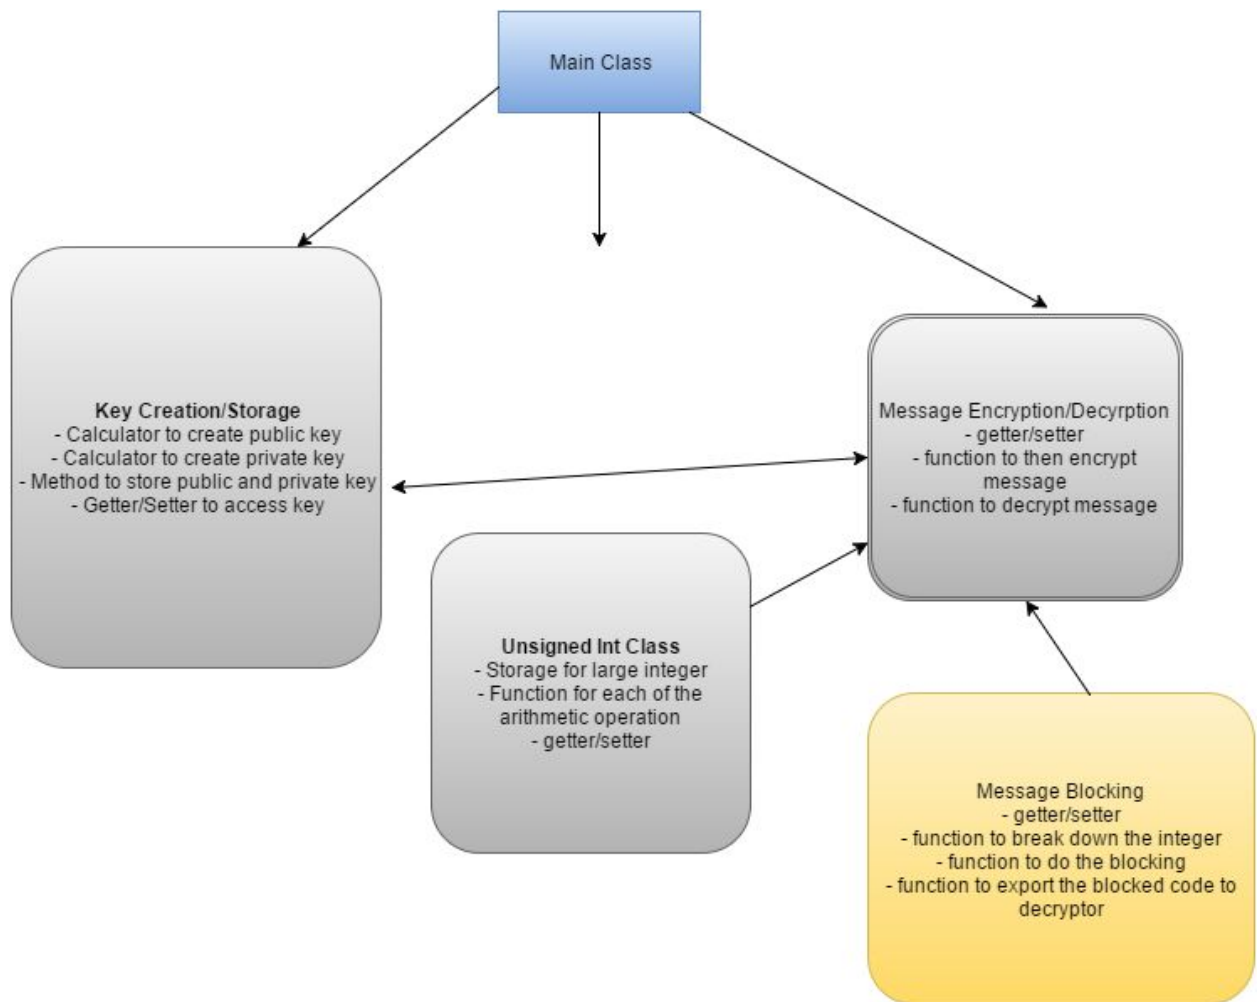 Main Class
Key Creation/Storage
- Calculator to create public key
- Calculator to create private key
- Method to store public and private key
- Getter/Setter to access key
Message Encryption/Decyrption
- getter/setter
- function to then encrypt
message
- function to decrypt message
Unsigned Int Class
- Storage for large integer
- Function for each of the
arithmetic operation
- getter/setter
Message Blocking
- getter/setter
- function to break down the integer
- function to do the blocking
- function to export the blocked code to
decryptor